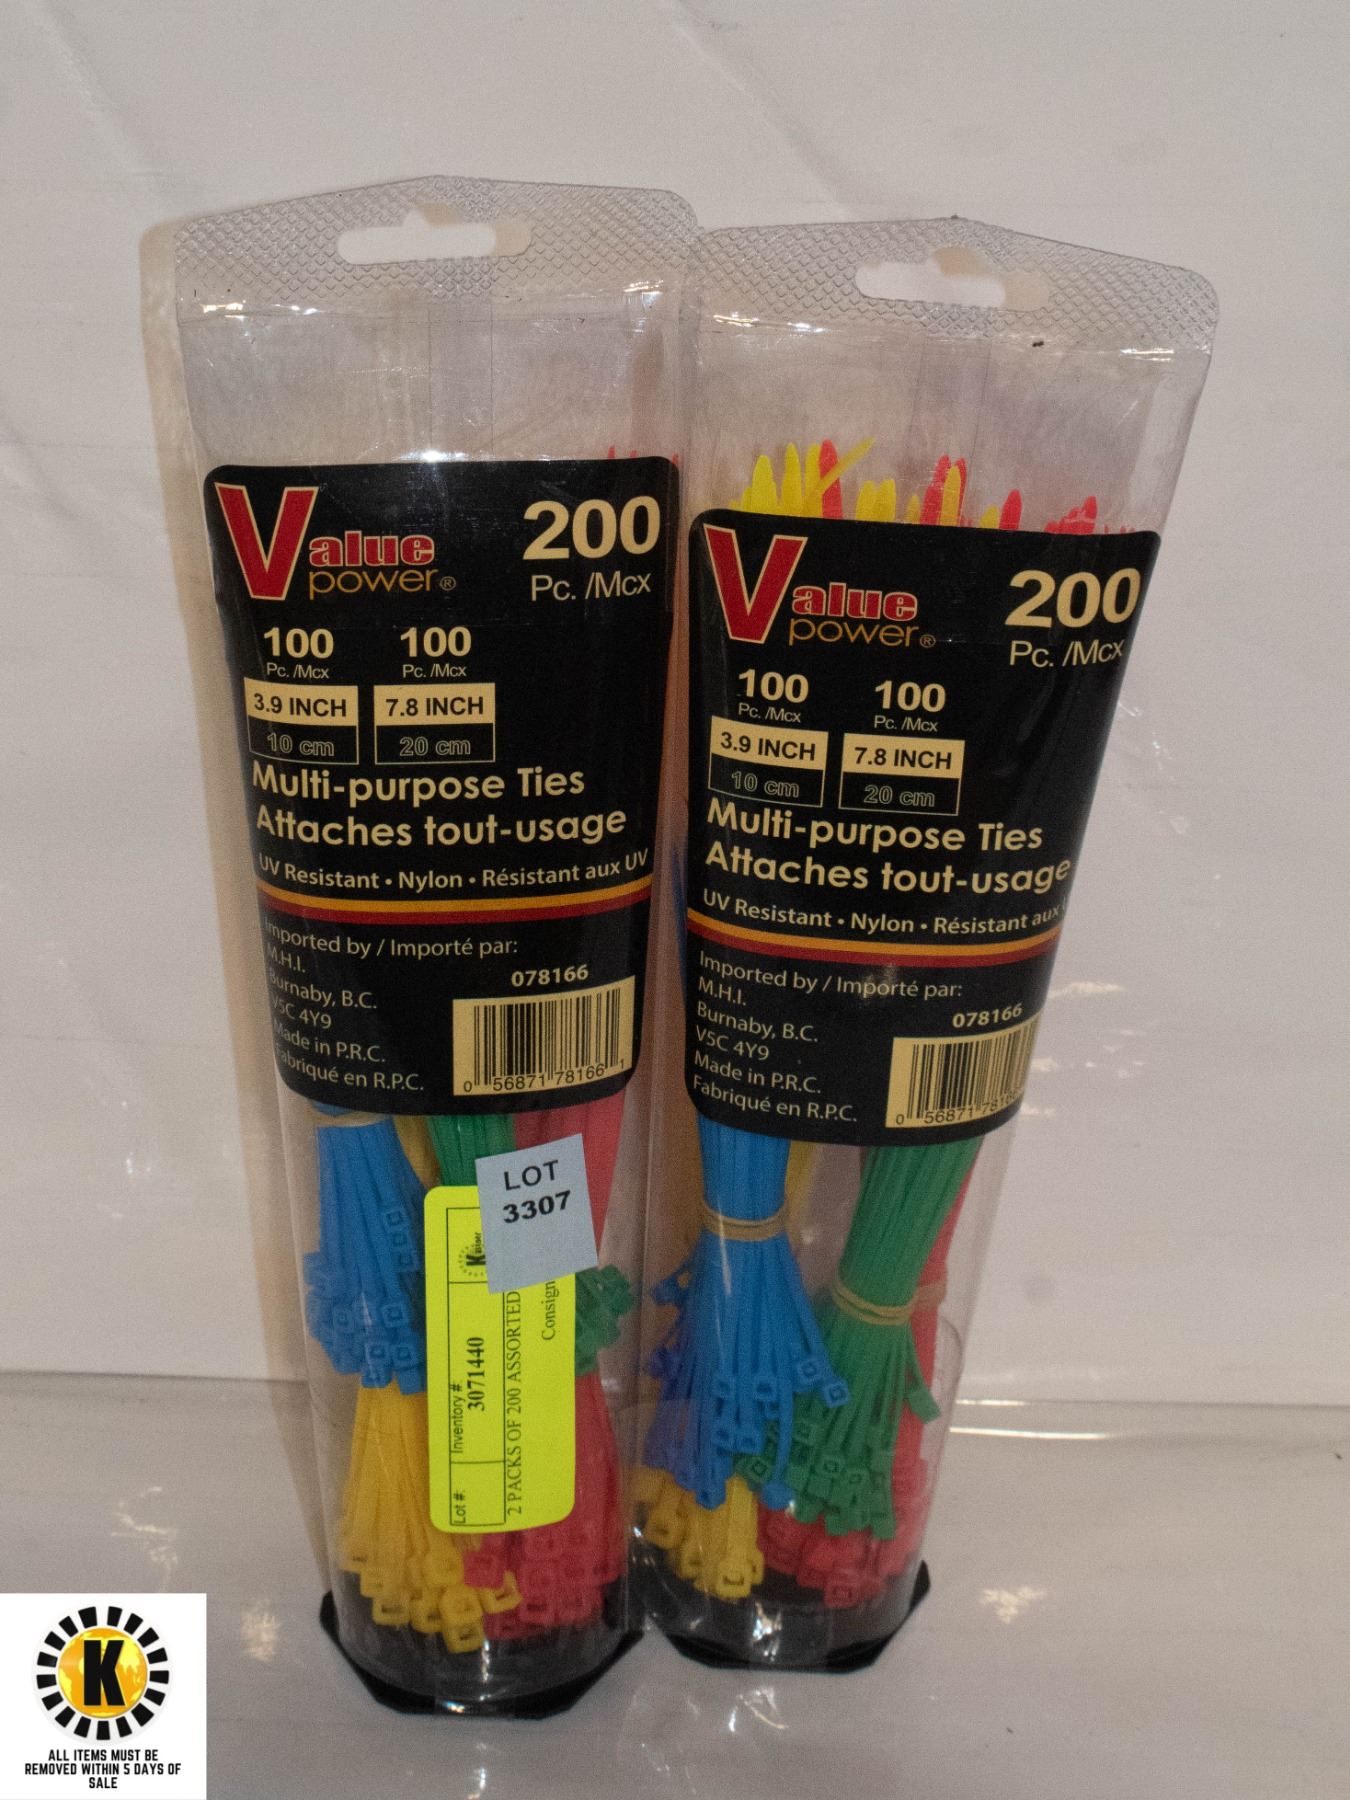 Value
power®
200
Pc. /Mcx
100 100
Pc. /Mcx Pc. /Mcx
3.9 INCH 7.8 INCH
10 cm 20 cm
Multi-purpose Ties
Attaches tout-usage
UV Resistant • Nylon • Résistant aux UV
Imported by / Importé par:
M.H.I.
Burnaby, B.C.
V5C 4Y9
Made in P.R.C.
Fabriqué en R.P.C.
078166
0 56871 78166 1
LOT
3307
Lot #: Inventory #:
3071440
2 PACKS OF 200 ASSORTED
Consign
Value
power®
200
Pc. /Mcx
100 100
Pc. /Mcx Pc. /Mcx
3.9 INCH 7.8 INCH
10 cm 20 cm
Multi-purpose Ties
Attaches tout-usage
UV Resistant • Nylon • Résistant aux
Imported by / Importé par:
M.H.I.
Burnaby, B.C.
V5C 4Y9
Made in P.R.C.
Fabriqué en R.P.C.
078166
0 56871
K
ALL ITEMS MUST BE
REMOVED WITHIN 5 DAYS OF
SALE